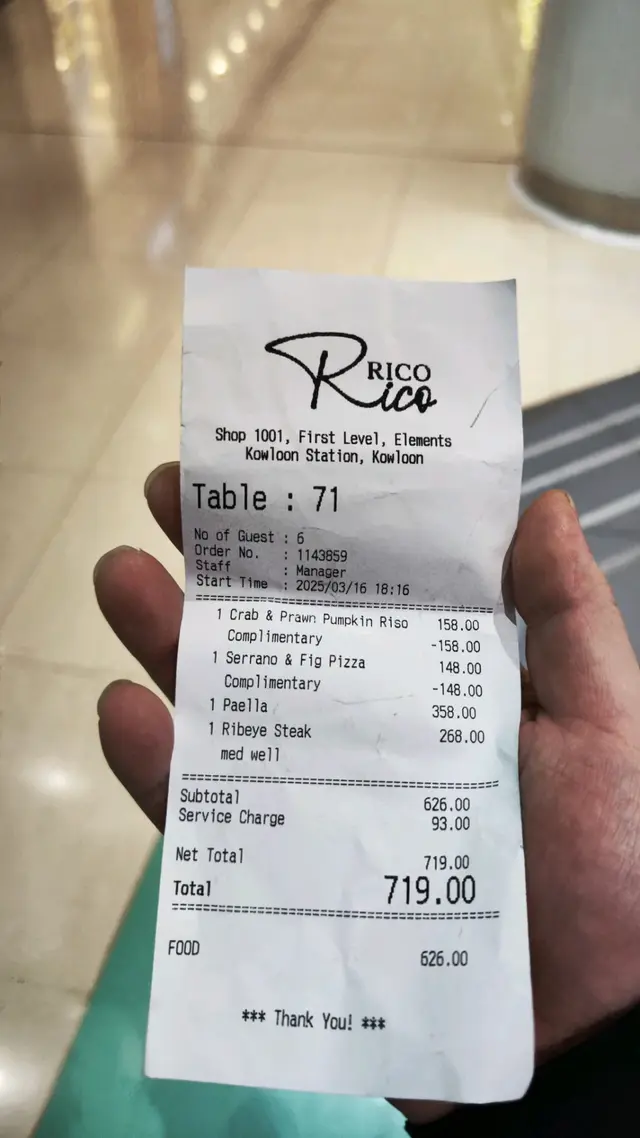 RICO
Rico
Shop 1001, First Level, Elements
Kowloon Station, Kowloon
Table : 71
No of Guest : 6
Order No. : 1143859
Staff : Manager
Start Time : 2025/03/16 18:16
1 Crab & Prawn Pumpkin Riso 158.00
Complimentary -158.00
1 Serrano & Fig Pizza 148.00
Complimentary -148.00
1 Paella 358.00
1 Ribeye Steak 268.00
med well
Subtotal 626.00
Service Charge 93.00
Net Total 719.00
Total 719.00
FOOD 626.00
*** Thank You! ***